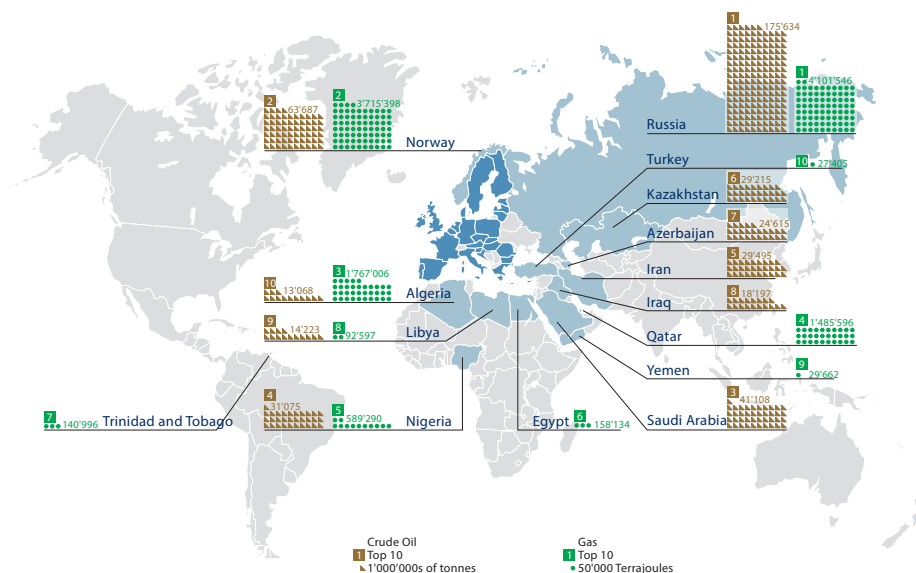 1
175'634
1
4'101'546
Russia
2
63'687
2
3'715'398
Norway
Turkey
10
27'405
Kazakhstan
6
29'215
Azerbaijan
7
24'615
Iran
5
29'495
Iraq
8
18'197
3
1'767'006
10
13'068
Algeria
9
14'223
8
92'597
Libya
Qatar
4
1'485'596
Yemen
9
29'662
4
31'075
5
589'290
Nigeria
7
140'996
Trinidad and Tobago
Egypt
6
158'134
Saudi Arabia
3
41'108
Crude Oil
1 Top 10
1'000'000s of tonnes
Gas
1 Top 10
50'000 Terrajoules